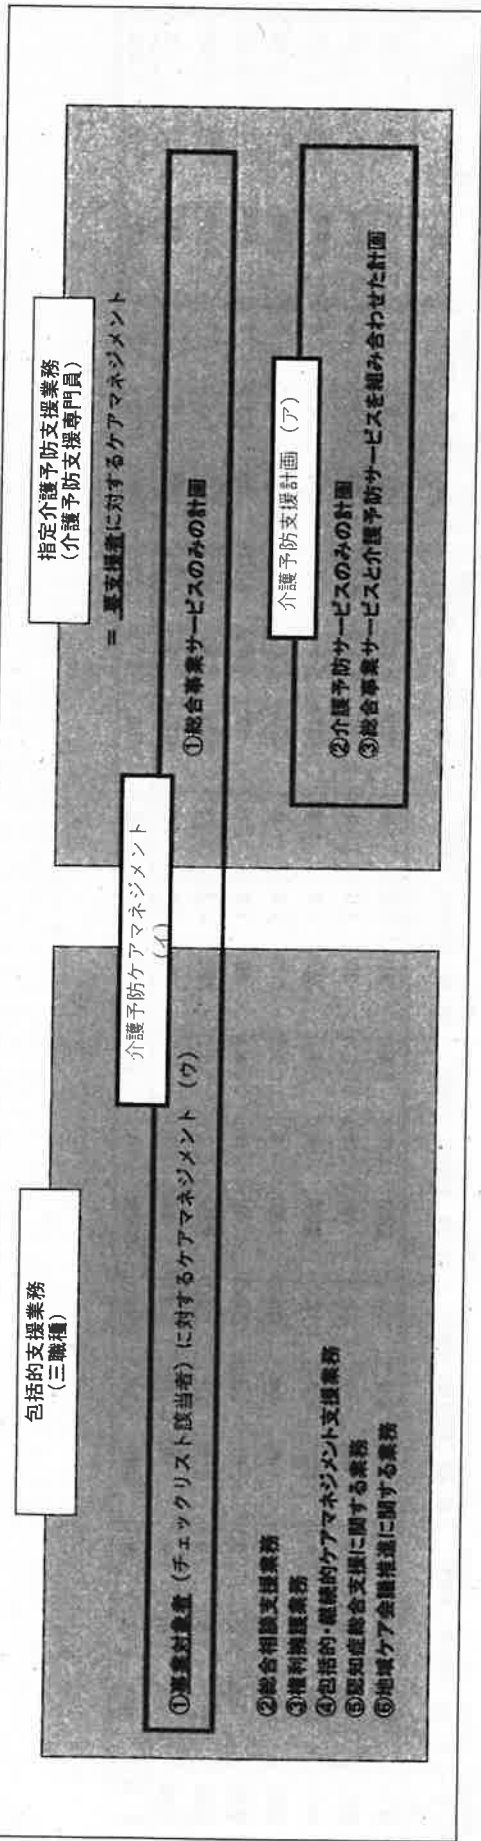 包括的支援業務
(三職種)
①事業対象者(チェックリスト該当者)に対するケアマネジメント(ウ)
②総合相談支援業務
③権利擁護業務
④包括的・継続的ケアマネジメント支援業務
⑤認知症総合支援に関する業務
⑥地域ケア会議推進に関する業務
介護予防ケアマネジメント
(イ)
指定介護予防支援業務
(介護予防支援専門員)
=要支援者に対するケアマネジメント
①総合事業サービスのみの計画
介護予防支援計画(ア)
②介護予防サービスのみの計画
③総合事業サービスと介護予防サービスを組み合わせた計画